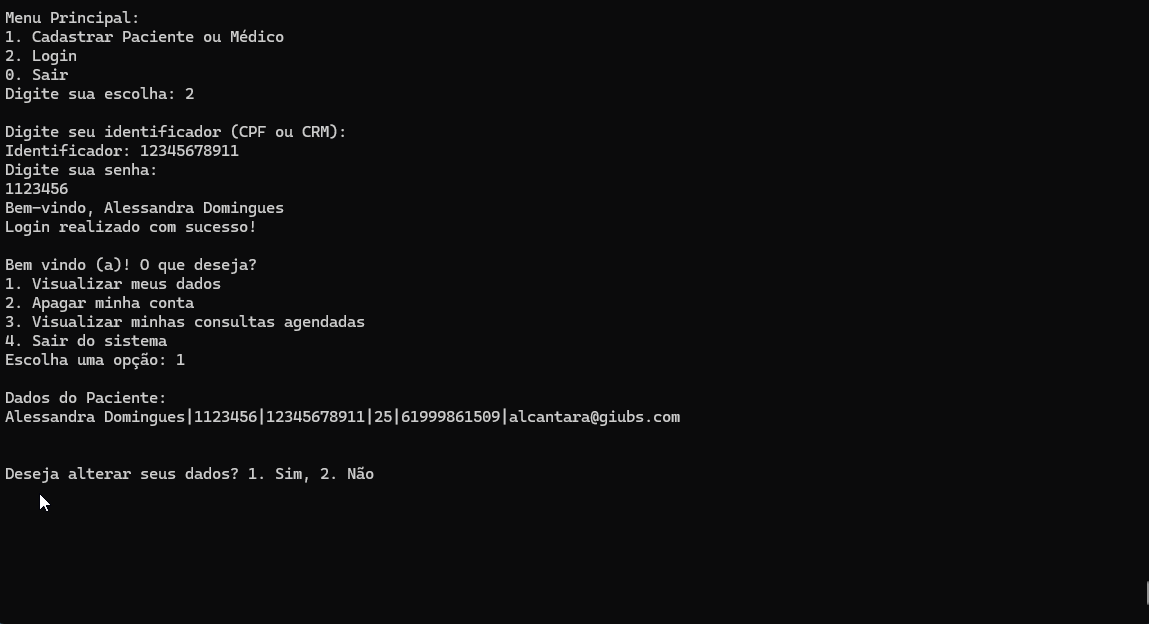 Menu Principal:
1. Cadastrar Paciente ou Médico
2. Login
0. Sair
Digite sua escolha: 2
Digite seu identificador (CPF ou CRM):
Identificador: 12345678911
Digite sua senha:
1123456
Bem-vindo, Alessandra Domingues
Login realizado com sucesso!
Bem vindo (a)! O que deseja?
1. Visualizar meus dados
2. Apagar minha conta
3. Visualizar minhas consultas agendadas
4. Sair do sistema
Escolha uma opção: 1
Dados do Paciente:
Alessandra Domingues|1123456|12345678911|25|61999861509|alcantara@giubs.com
Deseja alterar seus dados? 1. Sim, 2. Não